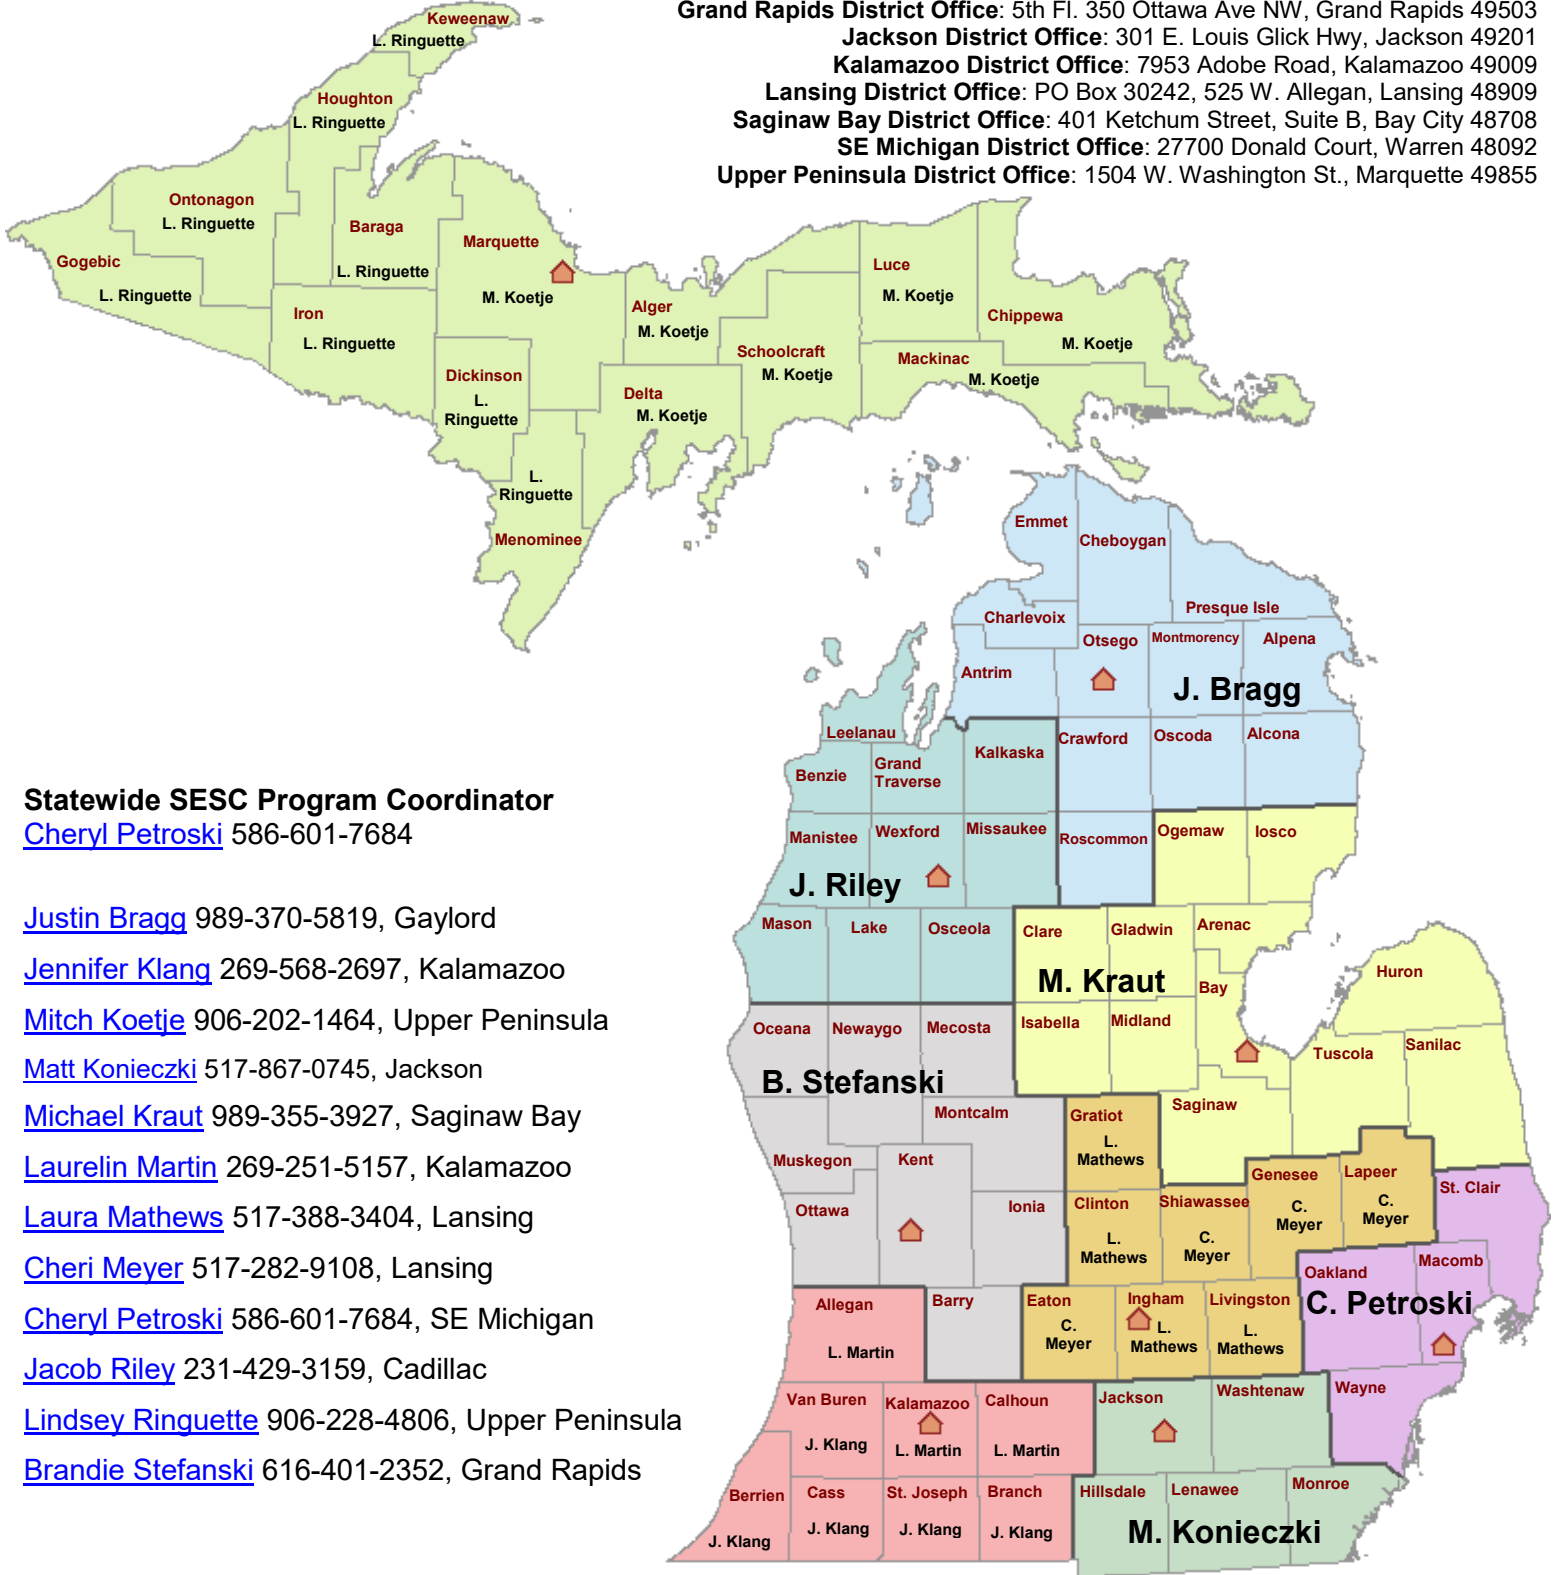 Grand Rapids District Office: 5th Fl. 350 Ottawa Ave NW, Grand Rapids 49503
Jackson District Office: 301 E. Louis Glick Hwy, Jackson 49201
Kalamazoo District Office: 7953 Adobe Road, Kalamazoo 49009
Lansing District Office: PO Box 30242, 525 W. Allegan, Lansing 48909
Saginaw Bay District Office: 401 Ketchum Street, Suite B, Bay City 48708
SE Michigan District Office: 27700 Donald Court, Warren 48092
Upper Peninsula District Office: 1504 W. Washington St., Marquette 49855
Keweenaw
L. Ringuette
Houghton
L. Ringuette
Ontonagon
L. Ringuette
Baraga
L. Ringuette
Gogebic
L. Ringuette
Marquette
M. Koetje
Iron
L. Ringuette
Alger
M. Koetje
Luce
M. Koetje
Chippewa
M. Koetje
Schoolcraft
M. Koetje
Mackinac
M. Koetje
Dickinson
L.
Ringuette
Delta
M. Koetje
L.
Ringuette
Menominee
Emmet
Cheboygan
Presque Isle
Charlevoix
Otsego
Montmorency
Alpena
Antrim
J. Bragg
Crawford
Oscoda
Alcona
Roscommon
Leelanau
Benzie
Grand
Traverse
Kalkaska
Manistee
Wexford
Missaukee
J. Riley
Mason
Lake
Osceola
Ogemaw
Iosco
Clare
Gladwin
Arenac
M. Kraut
Bay
Huron
Isabella
Midland
Tuscola
Sanilac
Saginaw
Oceana
Newaygo
Mecosta
B. Stefanski
Montcalm
Muskegon
Kent
Ottawa
Ionia
Barry
Gratiot
L.
Mathews
Clinton
L.
Mathews
Shiawassee
C.
Meyer
Genesee
C.
Meyer
Lapeer
C.
Meyer
Eaton
C.
Meyer
Ingham
L.
Mathews
Livingston
L.
Mathews
St. Clair
Oakland
Macomb
C. Petroski
Wayne
Allegan
L. Martin
Van Buren
J. Klang
Kalamazoo
L. Martin
Calhoun
L. Martin
Berrien
J. Klang
Cass
J. Klang
St. Joseph
J. Klang
Branch
J. Klang
Jackson
Washtenaw
Hillsdale
Lenawee
Monroe
M. Konieczki
Statewide SESC Program Coordinator
Cheryl Petroski 586-601-7684
Justin Bragg 989-370-5819, Gaylord
Jennifer Klang 269-568-2697, Kalamazoo
Mitch Koetje 906-202-1464, Upper Peninsula
Matt Konieczki 517-867-0745, Jackson
Michael Kraut 989-355-3927, Saginaw Bay
Laurelin Martin 269-251-5157, Kalamazoo
Laura Mathews 517-388-3404, Lansing
Cheri Meyer 517-282-9108, Lansing
Cheryl Petroski 586-601-7684, SE Michigan
Jacob Riley 231-429-3159, Cadillac
Lindsey Ringuette 906-228-4806, Upper Peninsula
Brandie Stefanski 616-401-2352, Grand Rapids